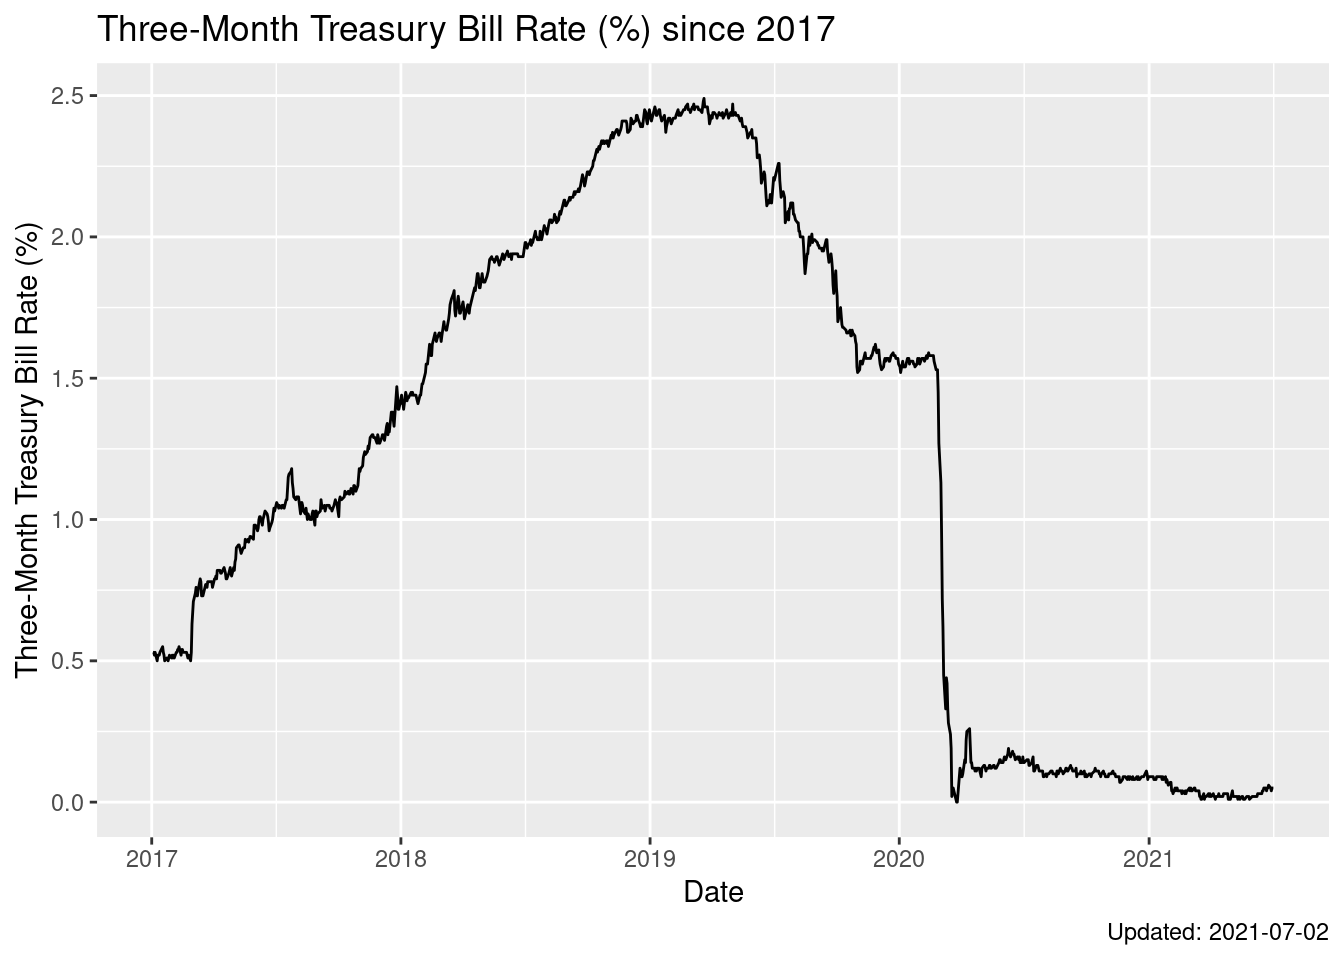 Three-Month Treasury Bill Rate (%) since 2017
Three-Month Treasury Bill Rate (%)
2.5
2.0
1.5
1.0
0.5
0.0
2017 2018 2019 2020 2021
Date
Updated: 2021-07-02